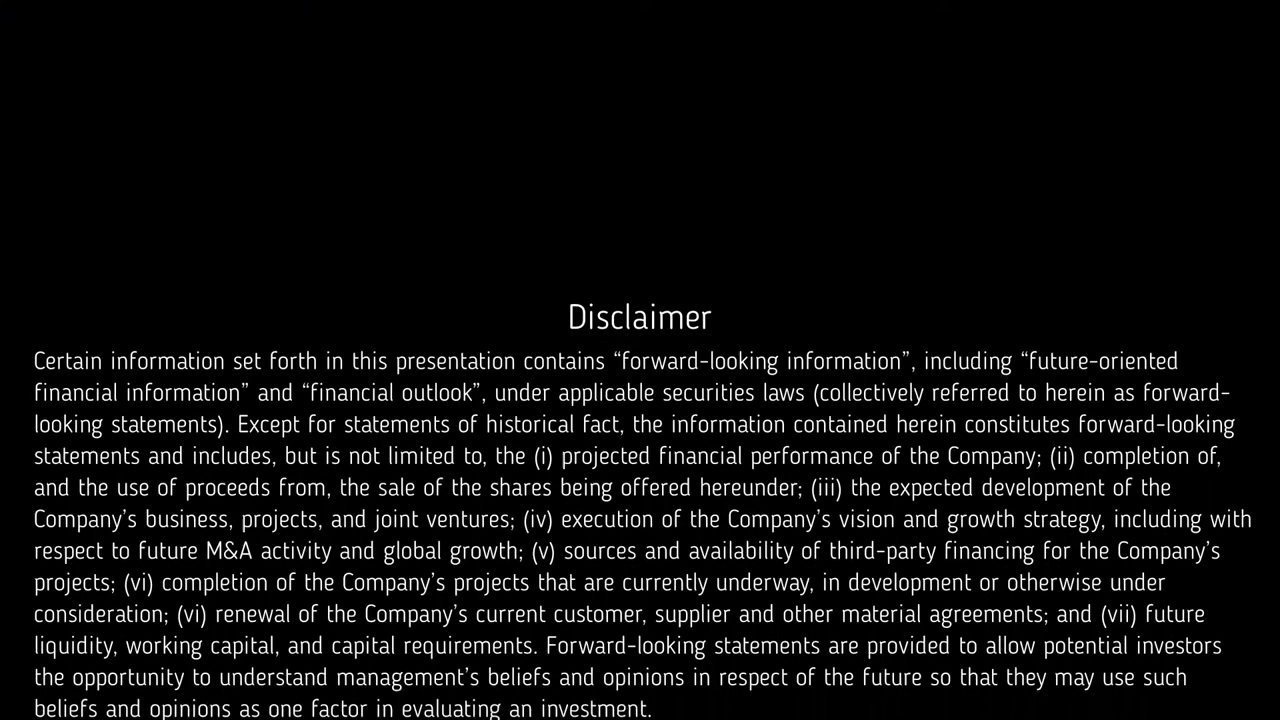 Disclaimer
Certain information set forth in this presentation contains “forward-looking information”, including “future-oriented
financial information” and “financial outlook”, under applicable securities laws (collectively referred to herein as forward-
looking statements). Except for statements of historical fact, the information contained herein constitutes forward-looking
statements and includes, but is not limited to, the (i) projected financial performance of the Company; (ii) completion of,
and the use of proceeds from, the sale of the shares being offered hereunder; (iii) the expected development of the
Company’s business, projects, and joint ventures; (iv) execution of the Company’s vision and growth strategy, including with
respect to future M&A activity and global growth; (v) sources and availability of third-party financing for the Company’s
projects; (vi) completion of the Company’s projects that are currently underway, in development or otherwise under
consideration; (vi) renewal of the Company’s current customer, supplier and other material agreements; and (vii) future
liquidity, working capital, and capital requirements. Forward-looking statements are provided to allow potential investors
the opportunity to understand management’s beliefs and opinions in respect of the future so that they may use such
beliefs and opinions as one factor in evaluating an investment.